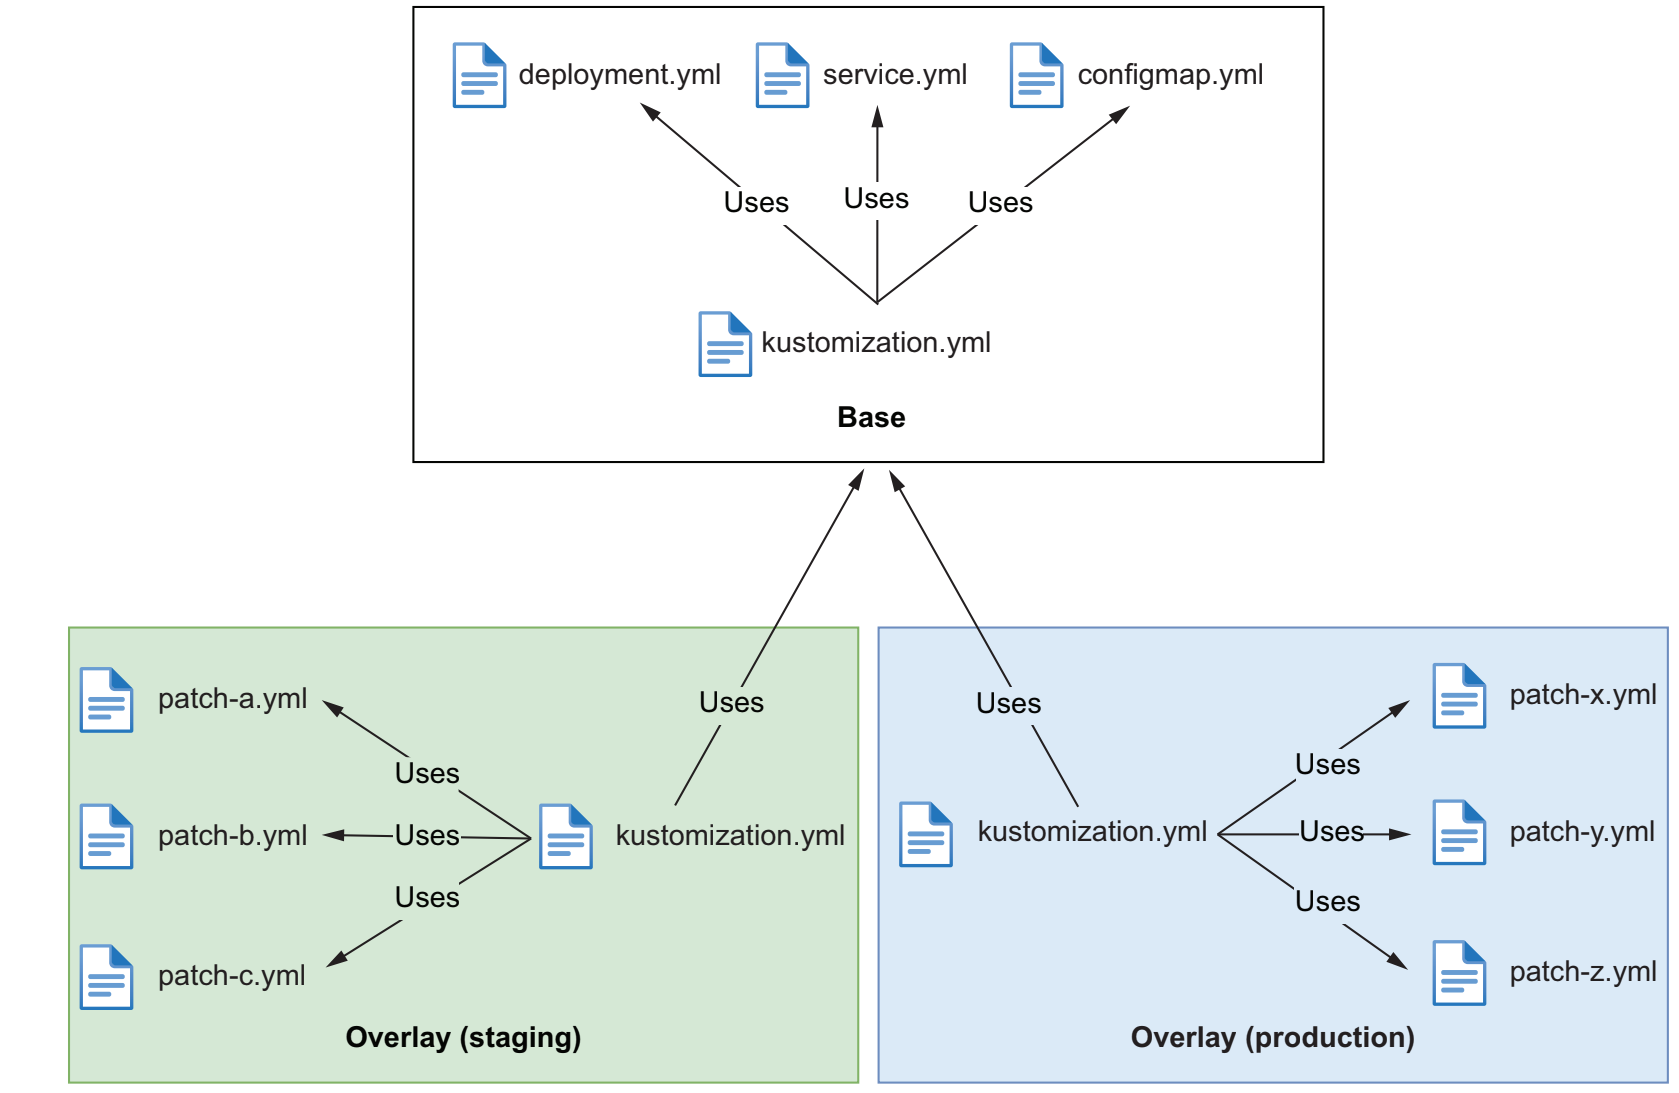 deployment.yml
service.yml
configmap.yml
Uses
Uses
Uses
kustomization.yml
Base
Uses
Uses
patch-a.yml
Uses
patch-b.yml
Uses
kustomization.yml
Uses
patch-c.yml
Overlay (staging)
patch-x.yml
Uses
kustomization.yml
Uses
patch-y.yml
Uses
patch-z.yml
Overlay (production)